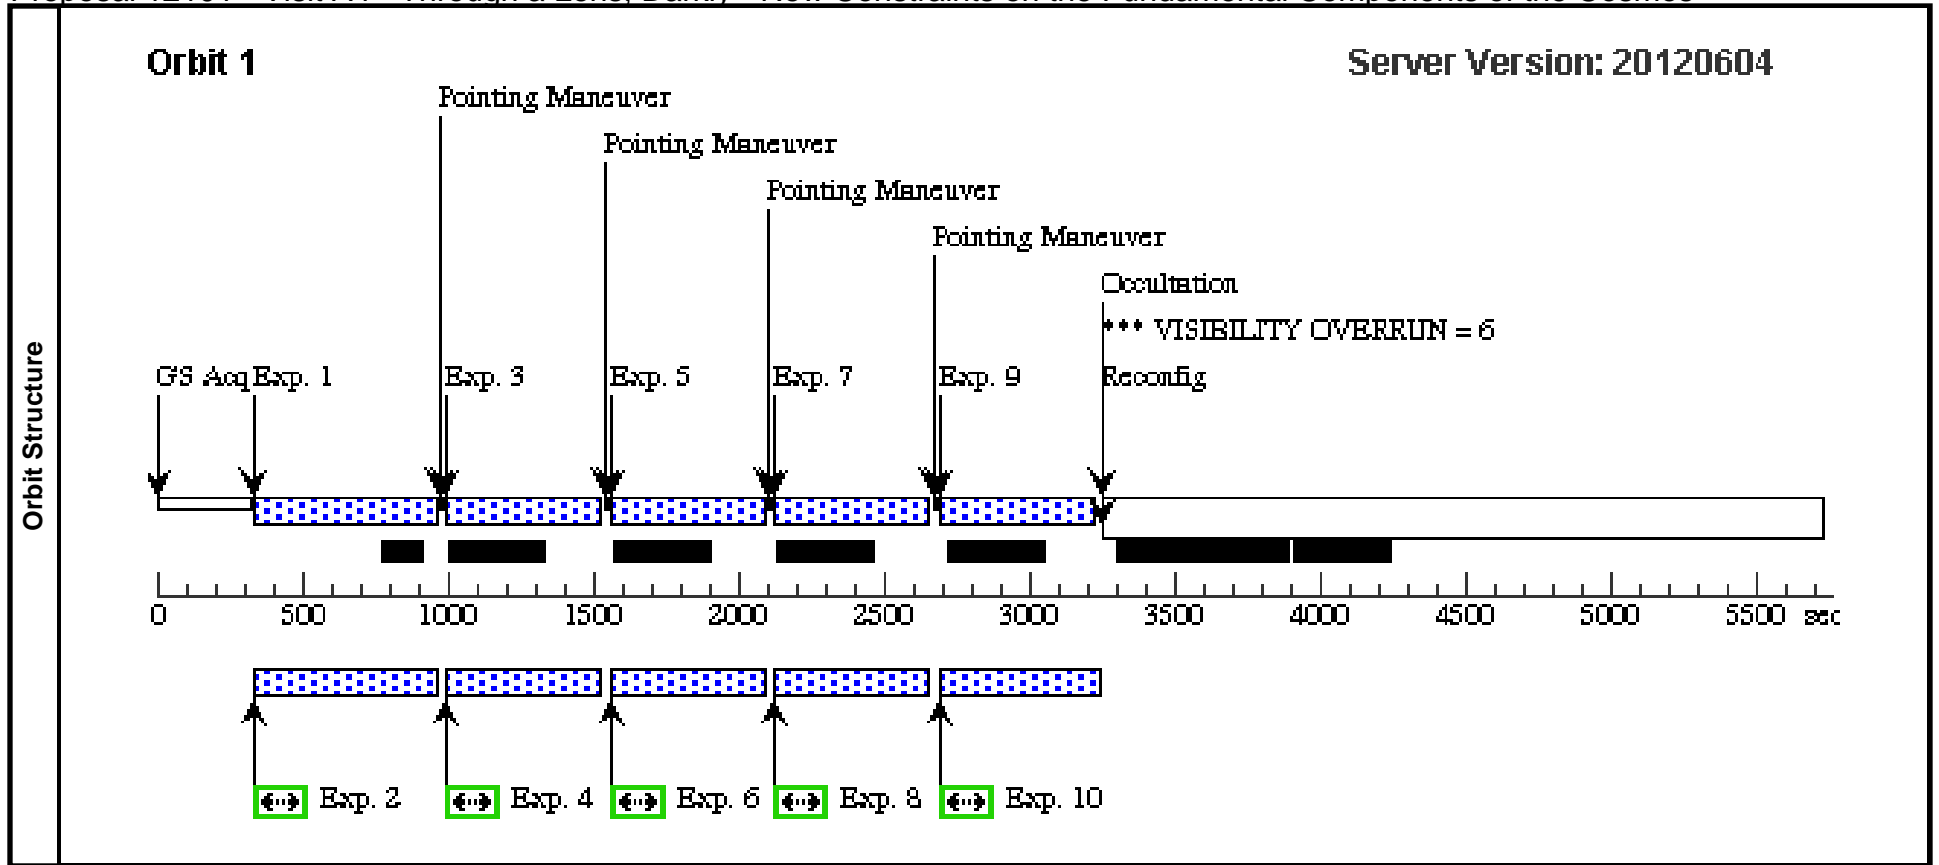 Orbit 1
Server Version: 20120604
Pointing Maneuver
Pointing Maneuver
Pointing Maneuver
Pointing Maneuver
Occultation
*** VISIBILITY OVERRUN = 6
GS Acq Exp. 1 Exp. 3 Exp. 5 Exp. 7 Exp. 9 Reconfig
Orbit Structure
0 500 1000 1500 2000 2500 3000 3500 4000 4500 5000 5500 sec
Exp. 2 Exp. 4 Exp. 6 Exp. 8 Exp. 10